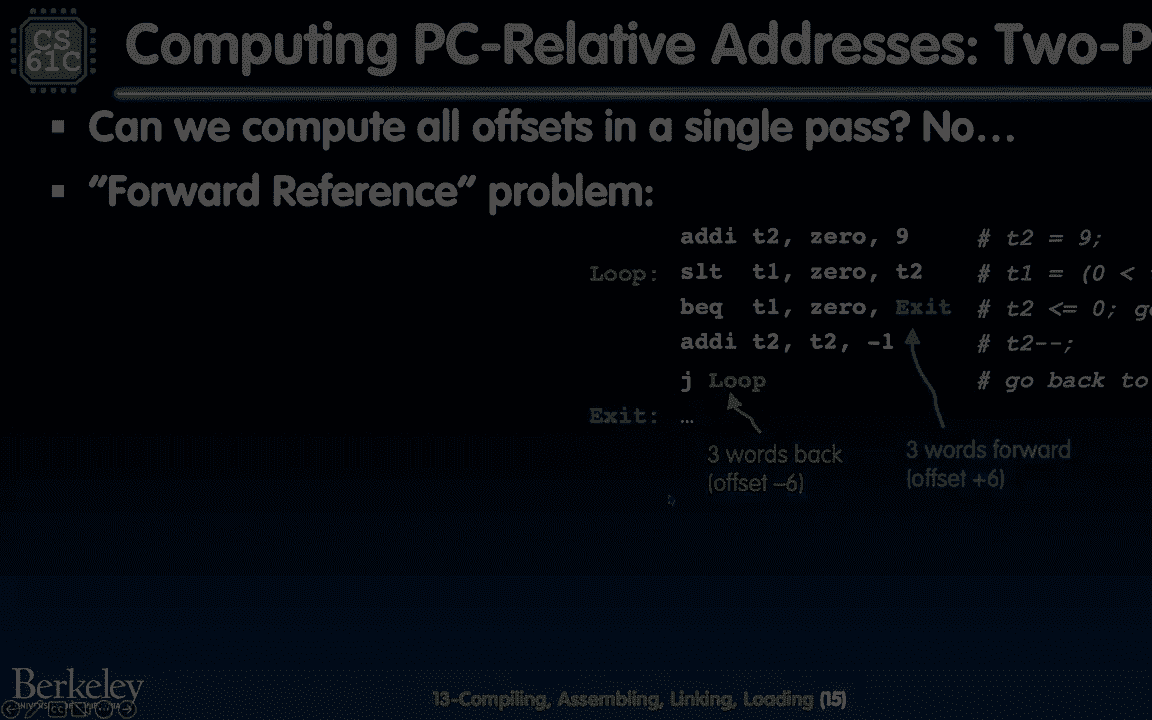 CS
61C
Computing PC-Relative Addresses: Two-P
▪ Can we compute all offsets in a single pass? No…
▪ “Forward Reference” problem:
addi t2, zero, 9 # t2 = 9;
Loop: slt t1, zero, t2 # t1 = (0 <
beq t1, zero, Exit # t2 <= 0; go
addi t2, t2, -1 # t2--;
j Loop # go back to
Exit: …
3 words back
(offset –6)
3 words forward
(offset +6)
Berkeley
13-Compiling, Assembling, Linking, Loading (15)